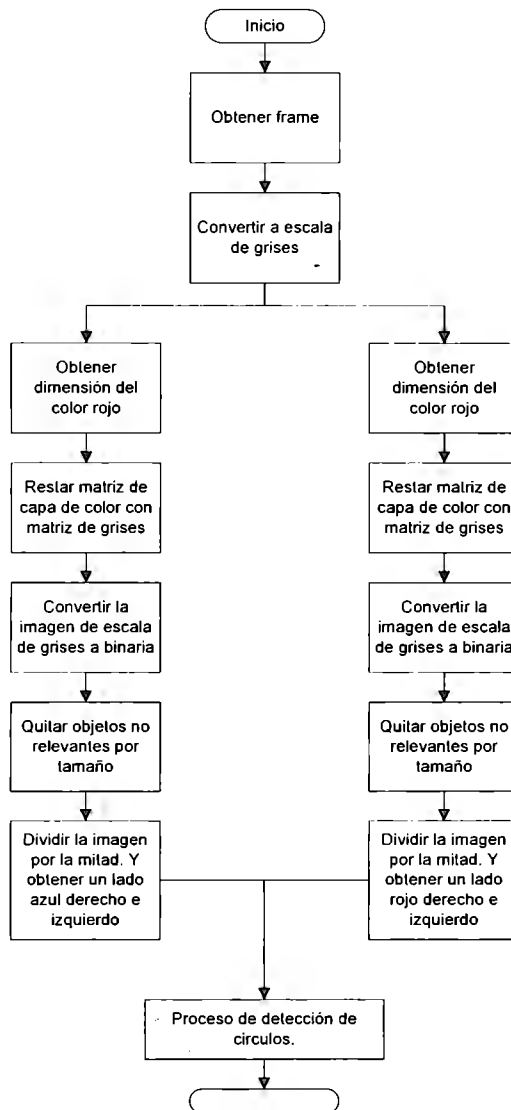 Inicio
Obtener frame
Convertir a escala
de grises
Obtener
dimensión del
color rojo
Restar matriz de
capa de color con
matriz de grises
Convertir la
imagen de escala
de grises a binaria
Quitar objetos no
relevantes por
tamaño
Dividir la imagen
por la mitad. Y
obtener un lado
azul derecho e
izquierdo
Obtener
dimensión del
color rojo
Restar matriz de
capa de color con
matriz de grises
Convertir la
imagen de escala
de grises a binaria
Quitar objetos no
relevantes por
tamaño
Dividir la imagen
por la mitad. Y
obtener un lado
rojo derecho e
izquierdo
Proceso de detección de
circulos.